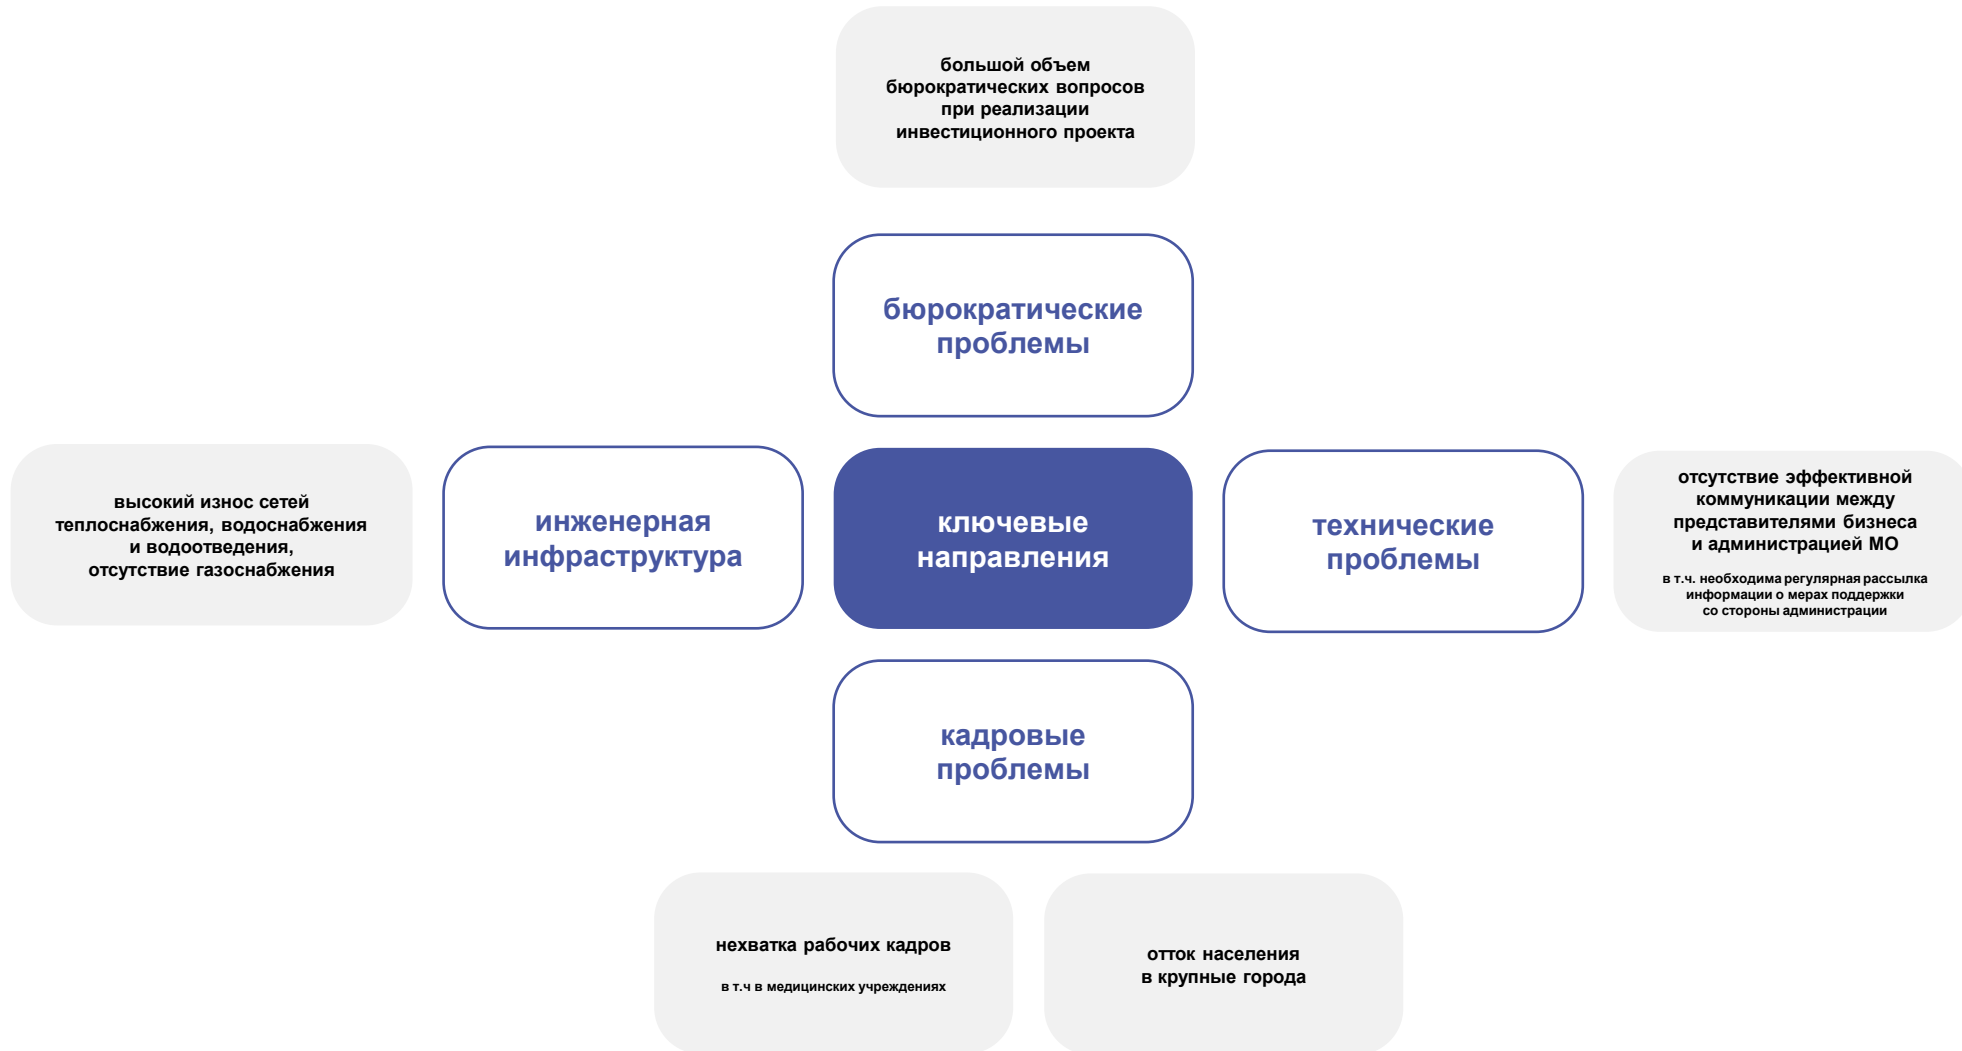 большой объем
бюрократических вопросов
при реализации
инвестиционного проекта
бюрократические
проблемы
высокий износ сетей
теплоснабжения, водоснабжения
и водоотведения,
отсутствие газоснабжения
инженерная
инфраструктура
ключевые
направления
технические
проблемы
отсутствие эффективной
коммуникации между
представителями бизнеса
и администрацией МО
в т.ч. необходима регулярная рассылка
информации о мерах поддержки
со стороны администрации
кадровые
проблемы
нехватка рабочих кадров
в т.ч в медицинских учреждениях
отток населения
в крупные города